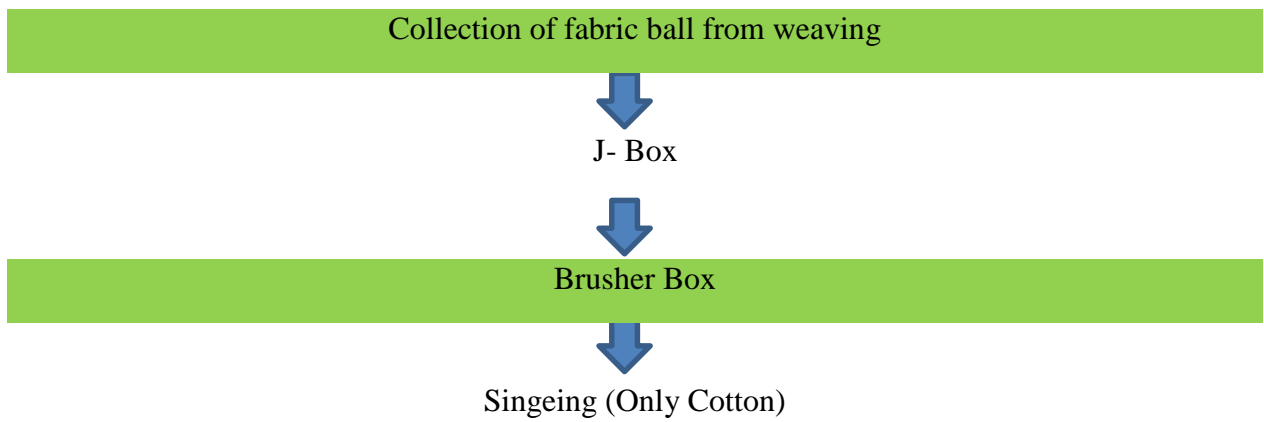 Collection of fabric ball from weaving
J- Box
Brusher Box
Singeing (Only Cotton)